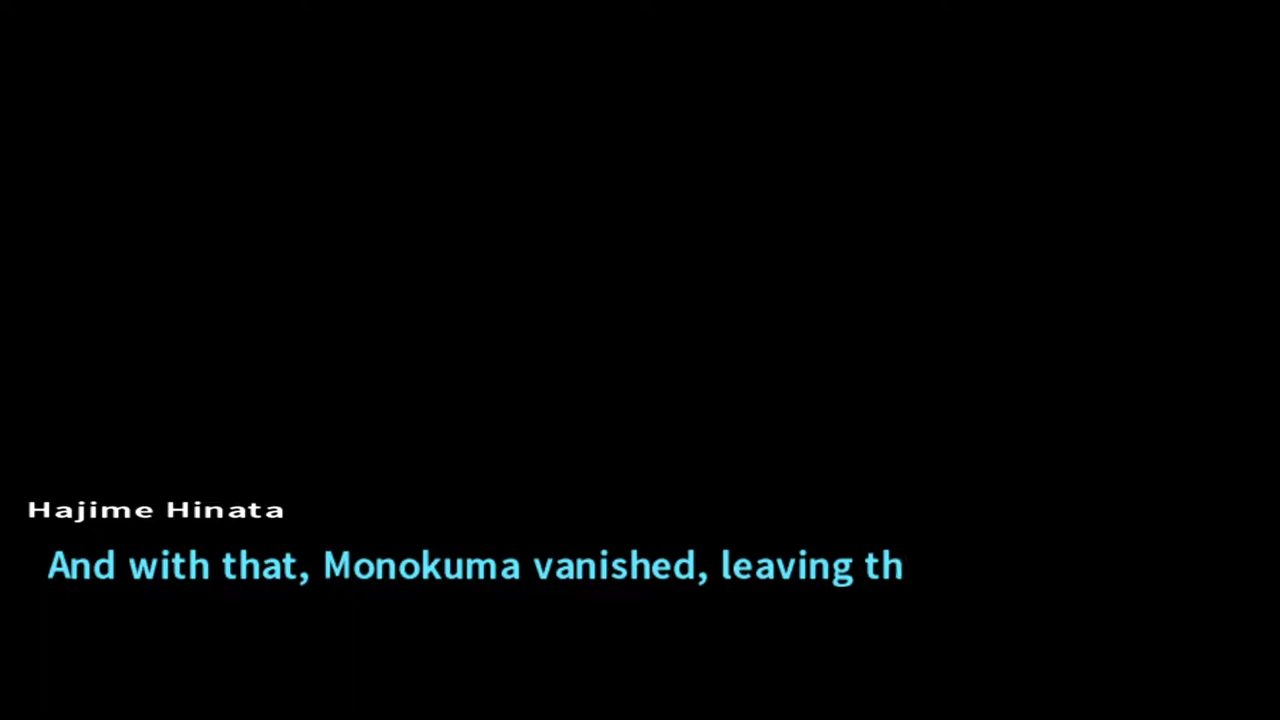 Hajime Hinata
And with that, Monokuma vanished, leaving th